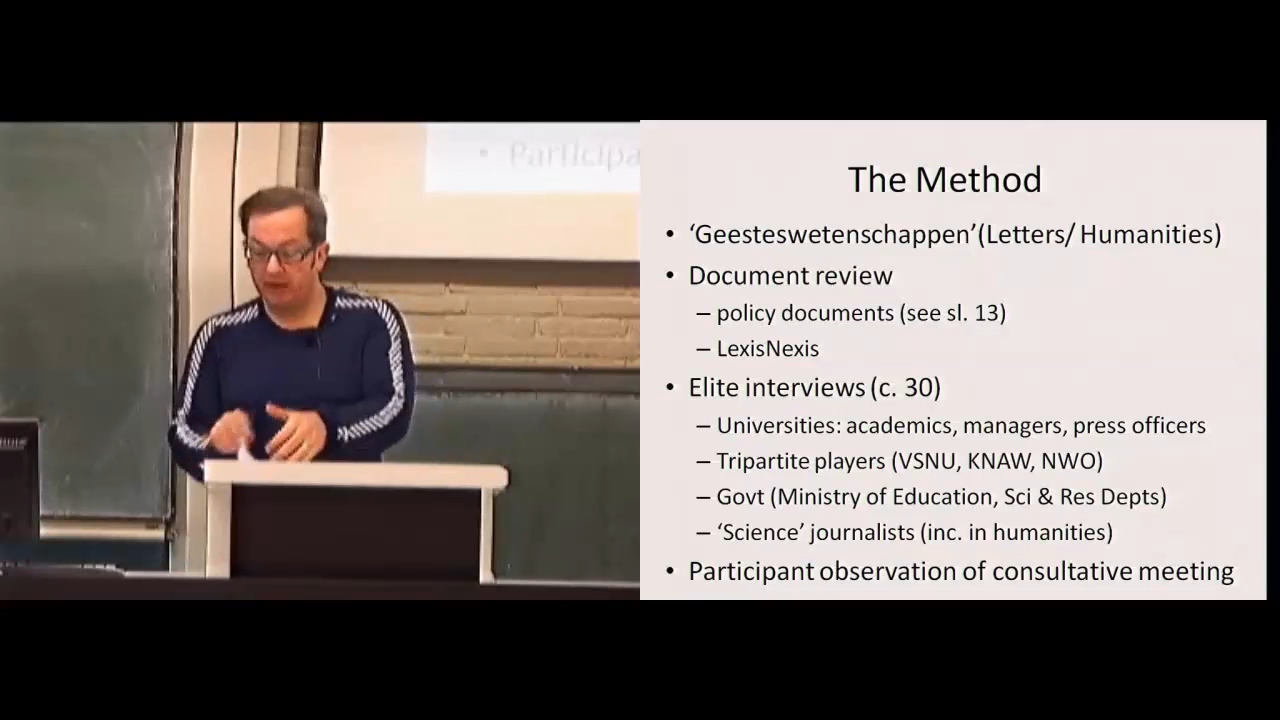 • Participa
The Method
• ‘Geesteswetenschappen’(Letters/ Humanities)
• Document review
– policy documents (see sl. 13)
– LexisNexis
• Elite interviews (c. 30)
– Universities: academics, managers, press officers
– Tripartite players (VSNU, KNAW, NWO)
– Govt (Ministry of Education, Sci & Res Depts)
– ‘Science’ journalists (inc. in humanities)
• Participant observation of consultative meeting